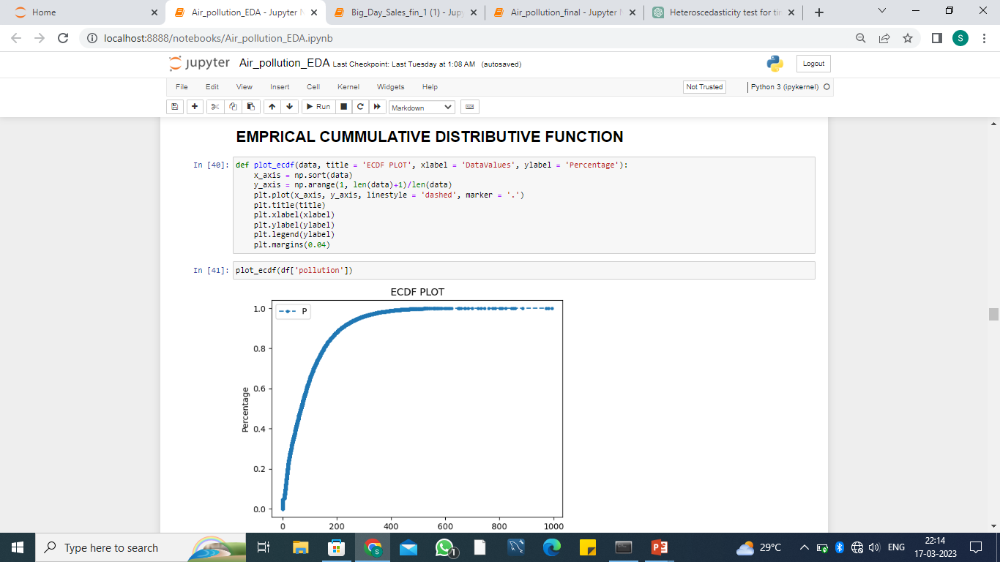 Home
Air_pollution_EDA - Jupyter N
Big_Day_Sales_fin_1 (1) - Jupy
Air_pollution_final - Jupyter N
Heteroscedasticity test for tim
localhost:8888/notebooks/Air_pollution_EDA.ipynb
S
jupyter Air_pollution_EDA Last Checkpoint: Last Tuesday at 1:08 AM (autosaved)
Logout
File Edit View Insert Cell Kernel Widgets Help
Not Trusted
Python 3 (ipykernel)
Run
Markdown
EMPRICAL CUMMULATIVE DISTRIBUTIVE FUNCTION
In [40]: def plot_ecdf(data, title = 'ECDF PLOT', xlabel = 'DataValues', ylabel = 'Percentage'):
x_axis = np.sort(data)
y_axis = np.arange(1, len(data)+1)/len(data)
plt.plot(x_axis, y_axis, linestyle = 'dashed', marker = '.')
plt.title(title)
plt.xlabel(xlabel)
plt.ylabel(ylabel)
plt.legend(ylabel)
plt.margins(0.04)
In [41]: plot_ecdf(df['pollution'])
ECDF PLOT
P
1.0
0.8
0.6
0.4
0.2
0.0
Percentage
0 200 400 600 800 1000
Type here to search
1
29°C
ENG
22:14
17-03-2023